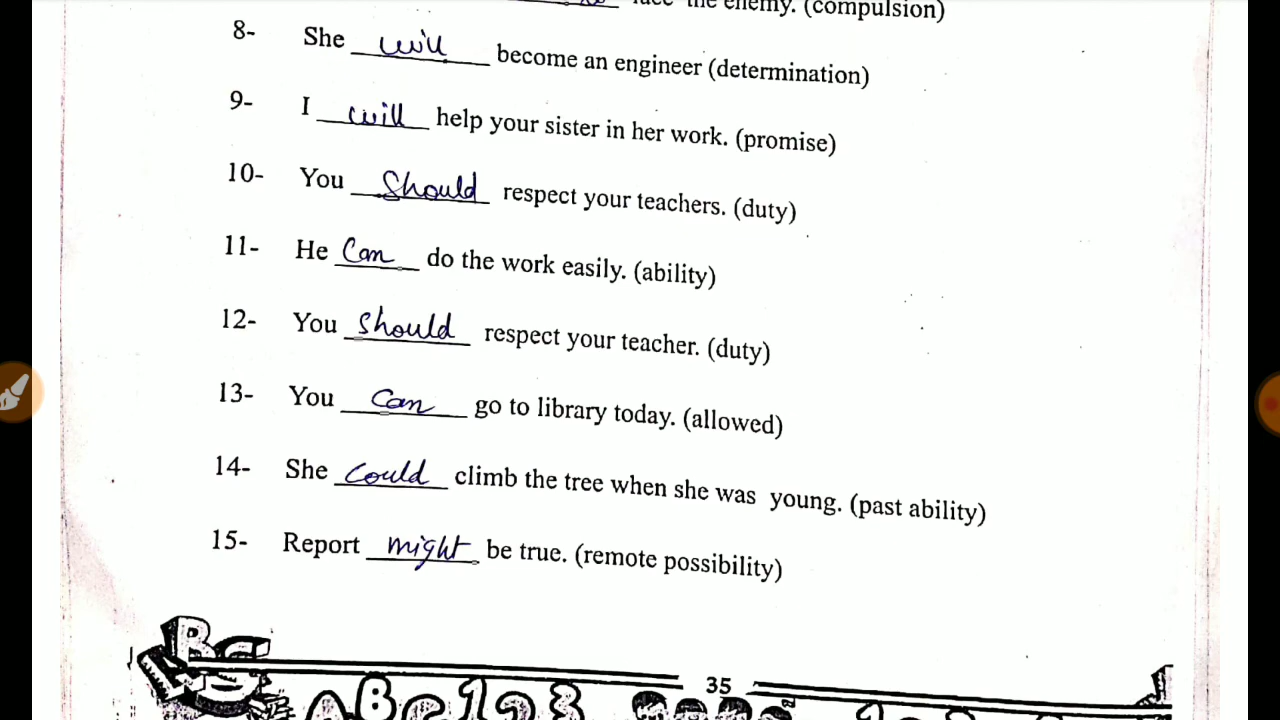 the enemy. (compulsion)
8- She will become an engineer (determination)
9- I will help your sister in her work. (promise)
10- You Should respect your teachers. (duty)
11- He Can do the work easily. (ability)
12- You should respect your teacher. (duty)
13- You Can go to library today. (allowed)
14- She could climb the tree when she was young. (past ability)
15- Report might be true. (remote possibility)
35